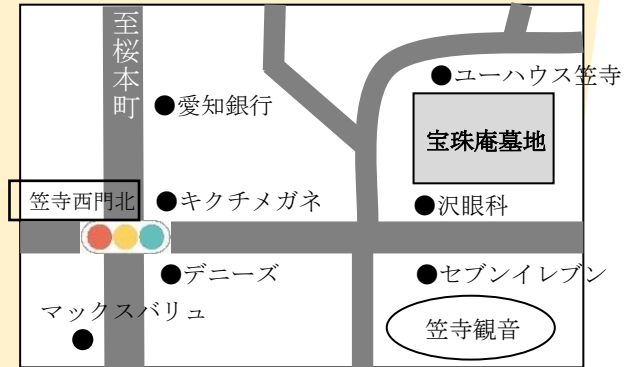 至桜本町
●ユーハウス笠寺
●愛知銀行
宝珠庵墓地
笠寺西門北
●キクチメガネ
●沢眼科
●デニーズ
●セブンイレブン
マックスバリュ
●
笠寺観音